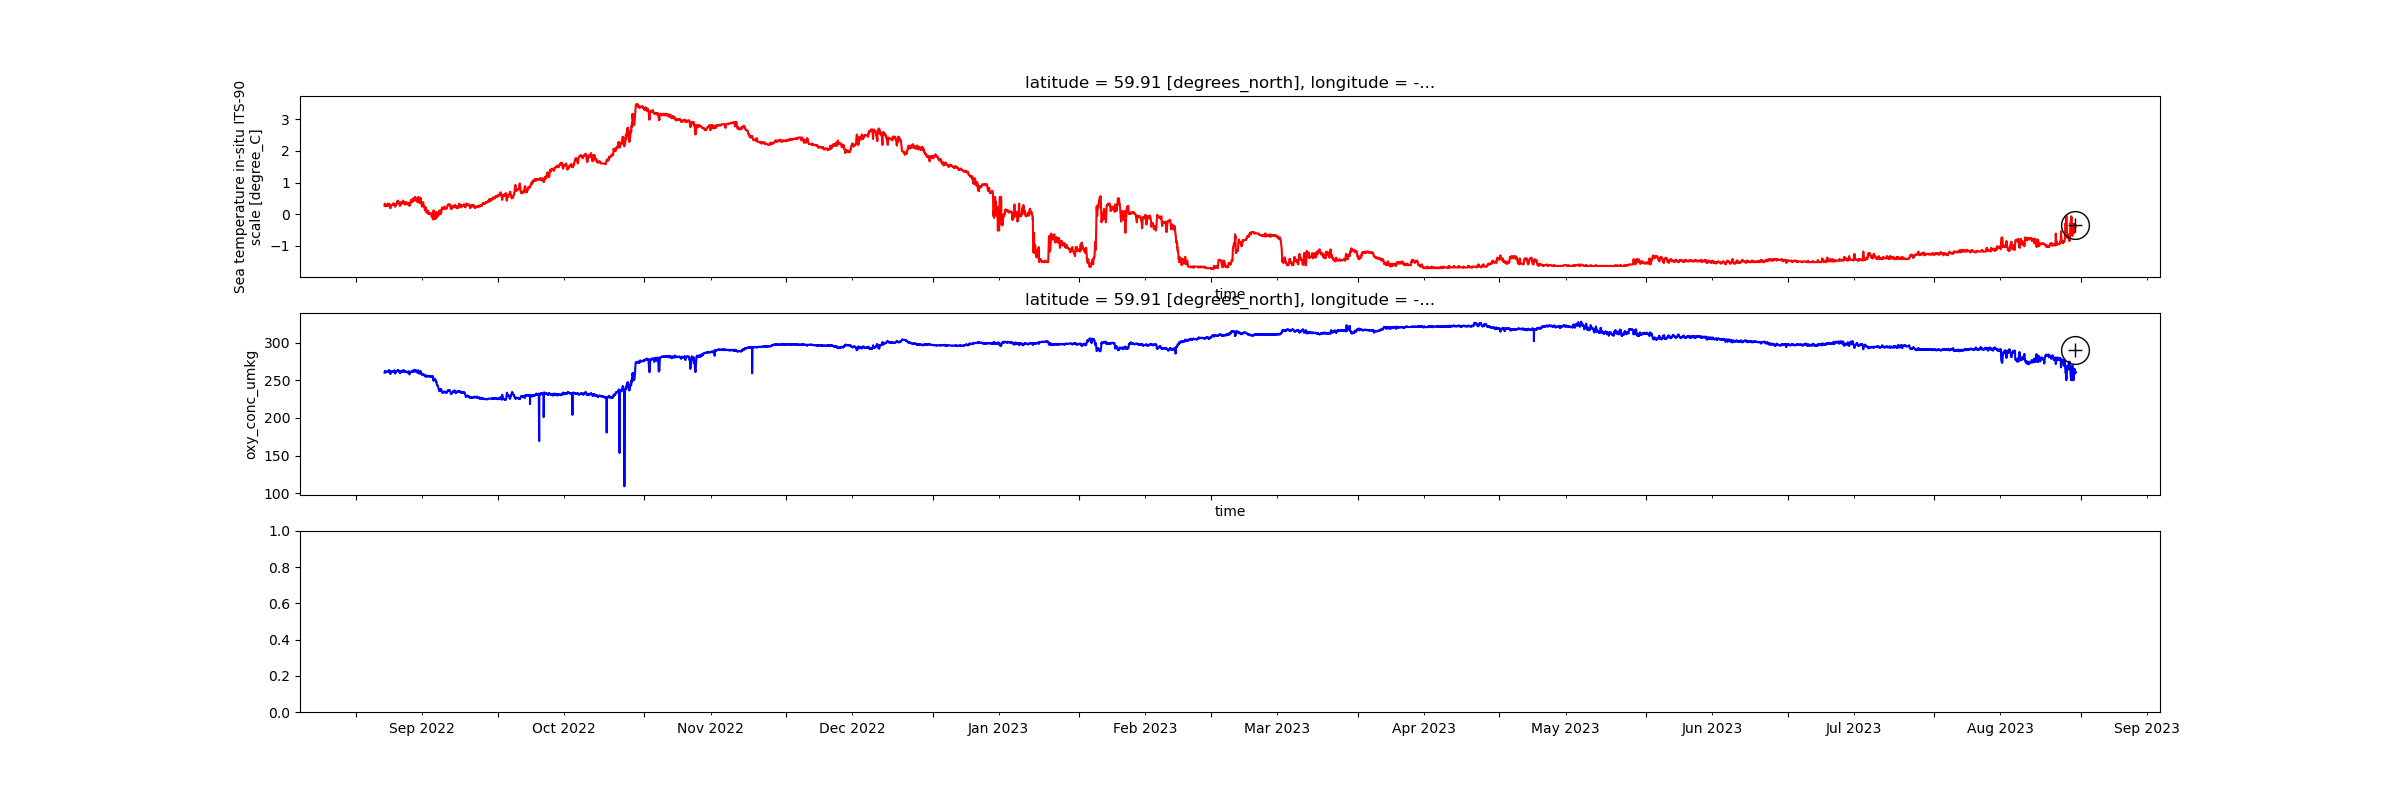 latitude = 59.91 [degrees_north], longitude = -...
Sea temperature in-situ ITS-90
scale [degree_C]
3
2
1
0
−1
time
latitude = 59.91 [degrees_north], longitude = -...
oxy_conc_umkg
300
250
200
150
100
time
1.0
0.8
0.6
0.4
0.2
0.0
Sep 2022 Oct 2022 Nov 2022 Dec 2022 Jan 2023 Feb 2023 Mar 2023 Apr 2023 May 2023 Jun 2023 Jul 2023 Aug 2023 Sep 2023